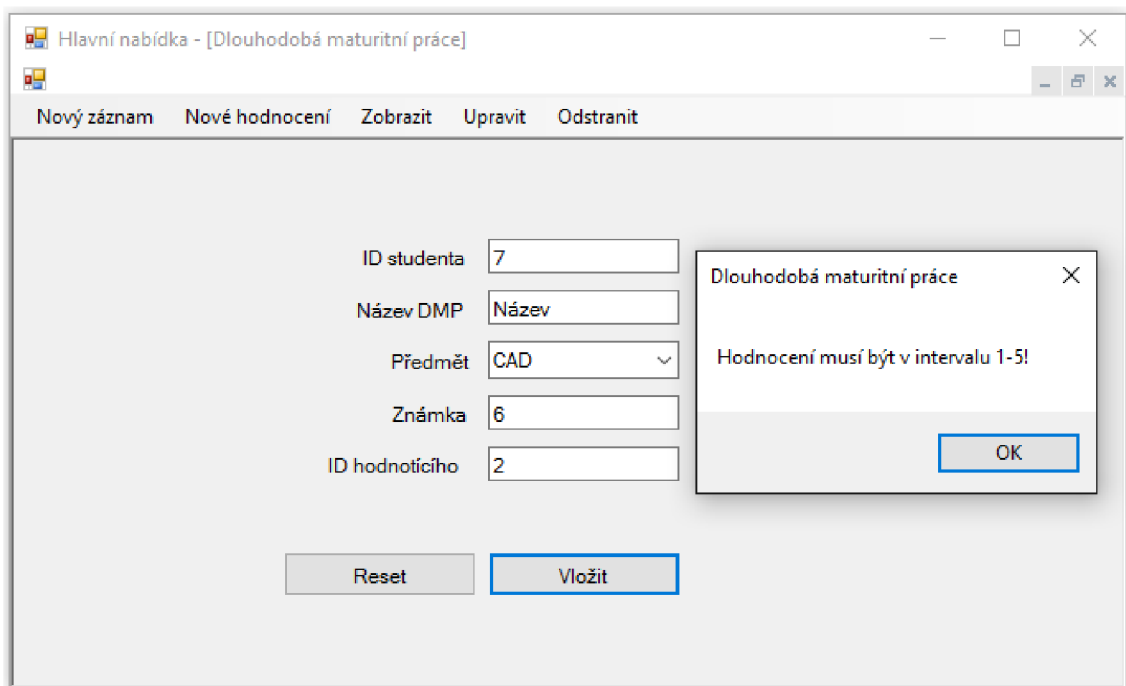 Hlavní nabídka - [Dlouhodobá maturitní práce]
Nový záznam Nové hodnocení Zobrazit Upravit Odstranit
ID studenta 7
Název DMP Název
Předmět CAD
Známka 6
ID hodnotícího 2
Reset Vložit
Dlouhodobá maturitní práce
Hodnocení musí být v intervalu 1-5!
OK